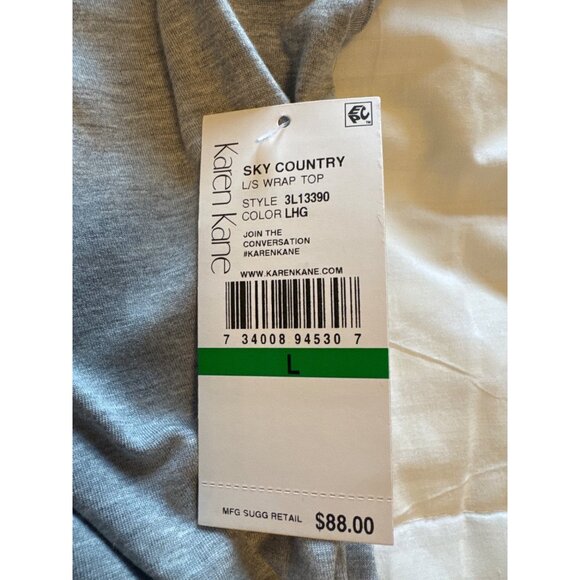 Karen Kane
EPC
SKY COUNTRY
L/S WRAP TOP
STYLE 3L13390
COLOR LHG
JOIN THE
CONVERSATION
#KARENKANE
WWW.KARENKANE.COM
7 34008 94530 7
L
MFG SUGG RETAIL $88.00